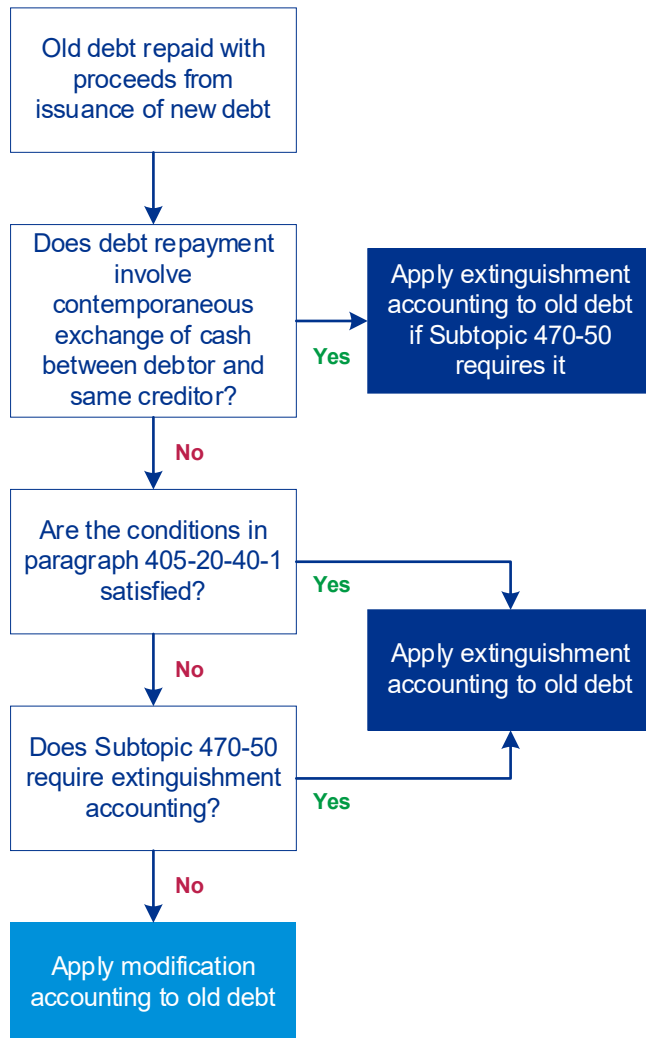 Old debt repaid with
proceeds from
issuance of new debt
Does debt repayment
involve
contemporaneous
exchange of cash
between debtor and
same creditor?
Yes
Apply extinguishment
accounting to old debt
if Subtopic 470-50
requires it
No
Are the conditions in
paragraph 405-20-40-1
satisfied?
Yes
Apply extinguishment
accounting to old debt
No
Does Subtopic 470-50
require extinguishment
accounting?
Yes
No
Apply modification
accounting to old debt